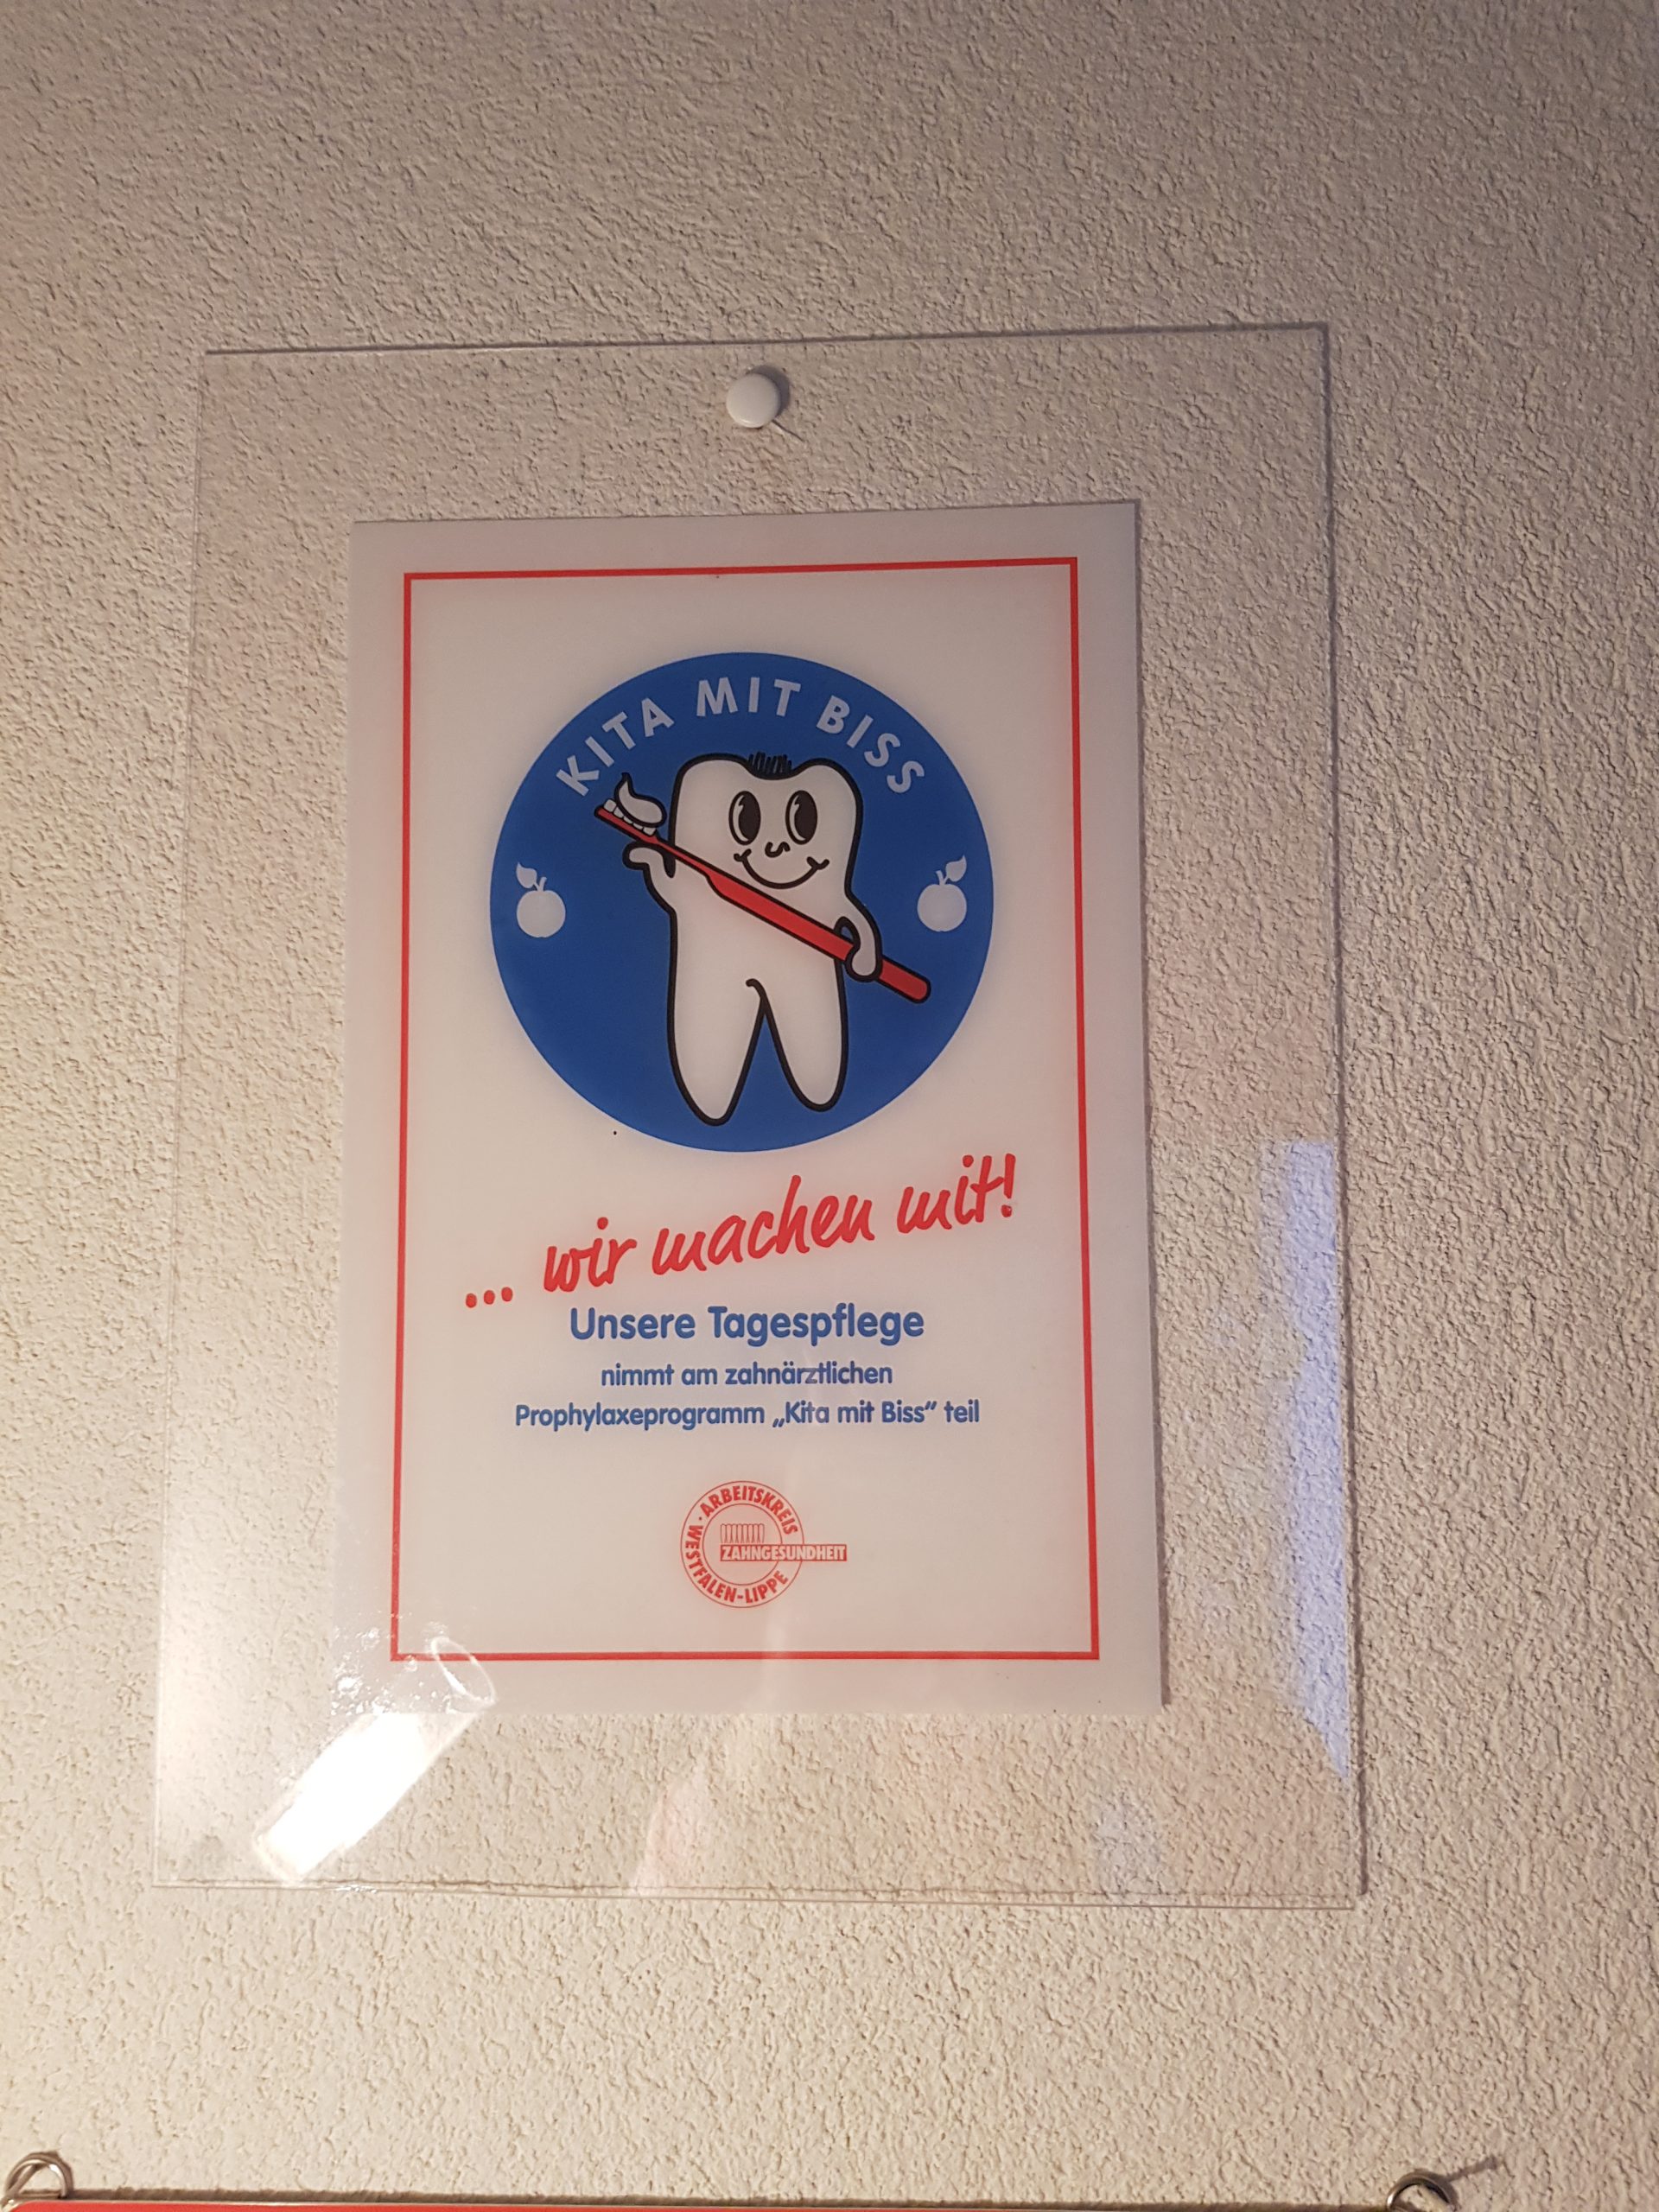 KITA MIT BISS
... wir machen mit!
Unsere Tagespflege
nimmt am zahnärztlichen
Prophylaxeprogramm „Kita mit Biss“ teil
ARBEITSKREIS
ZAHNGESUNDHEIT
WESTFALEN-LIPPE